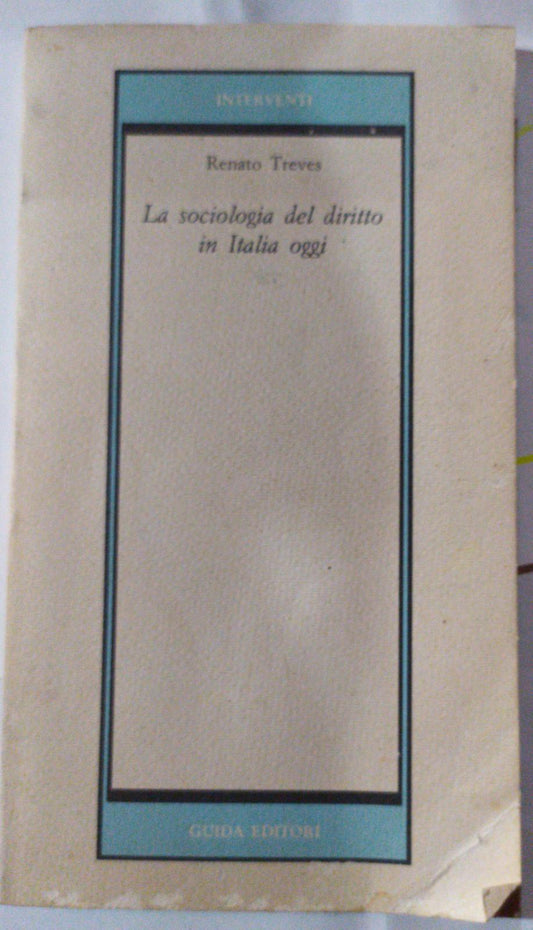 INTERVENTI
Renato Treves
La sociologia del diritto
in Italia oggi
GUIDA EDITORI